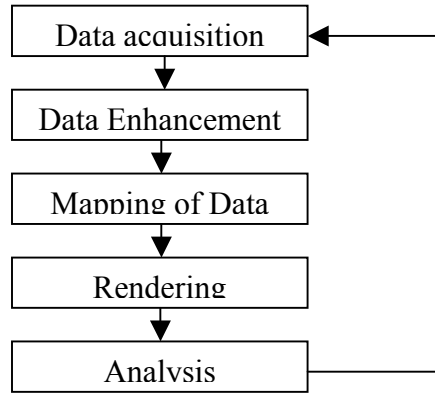 Data acquisition
Data Enhancement
Mapping of Data
Rendering
Analysis